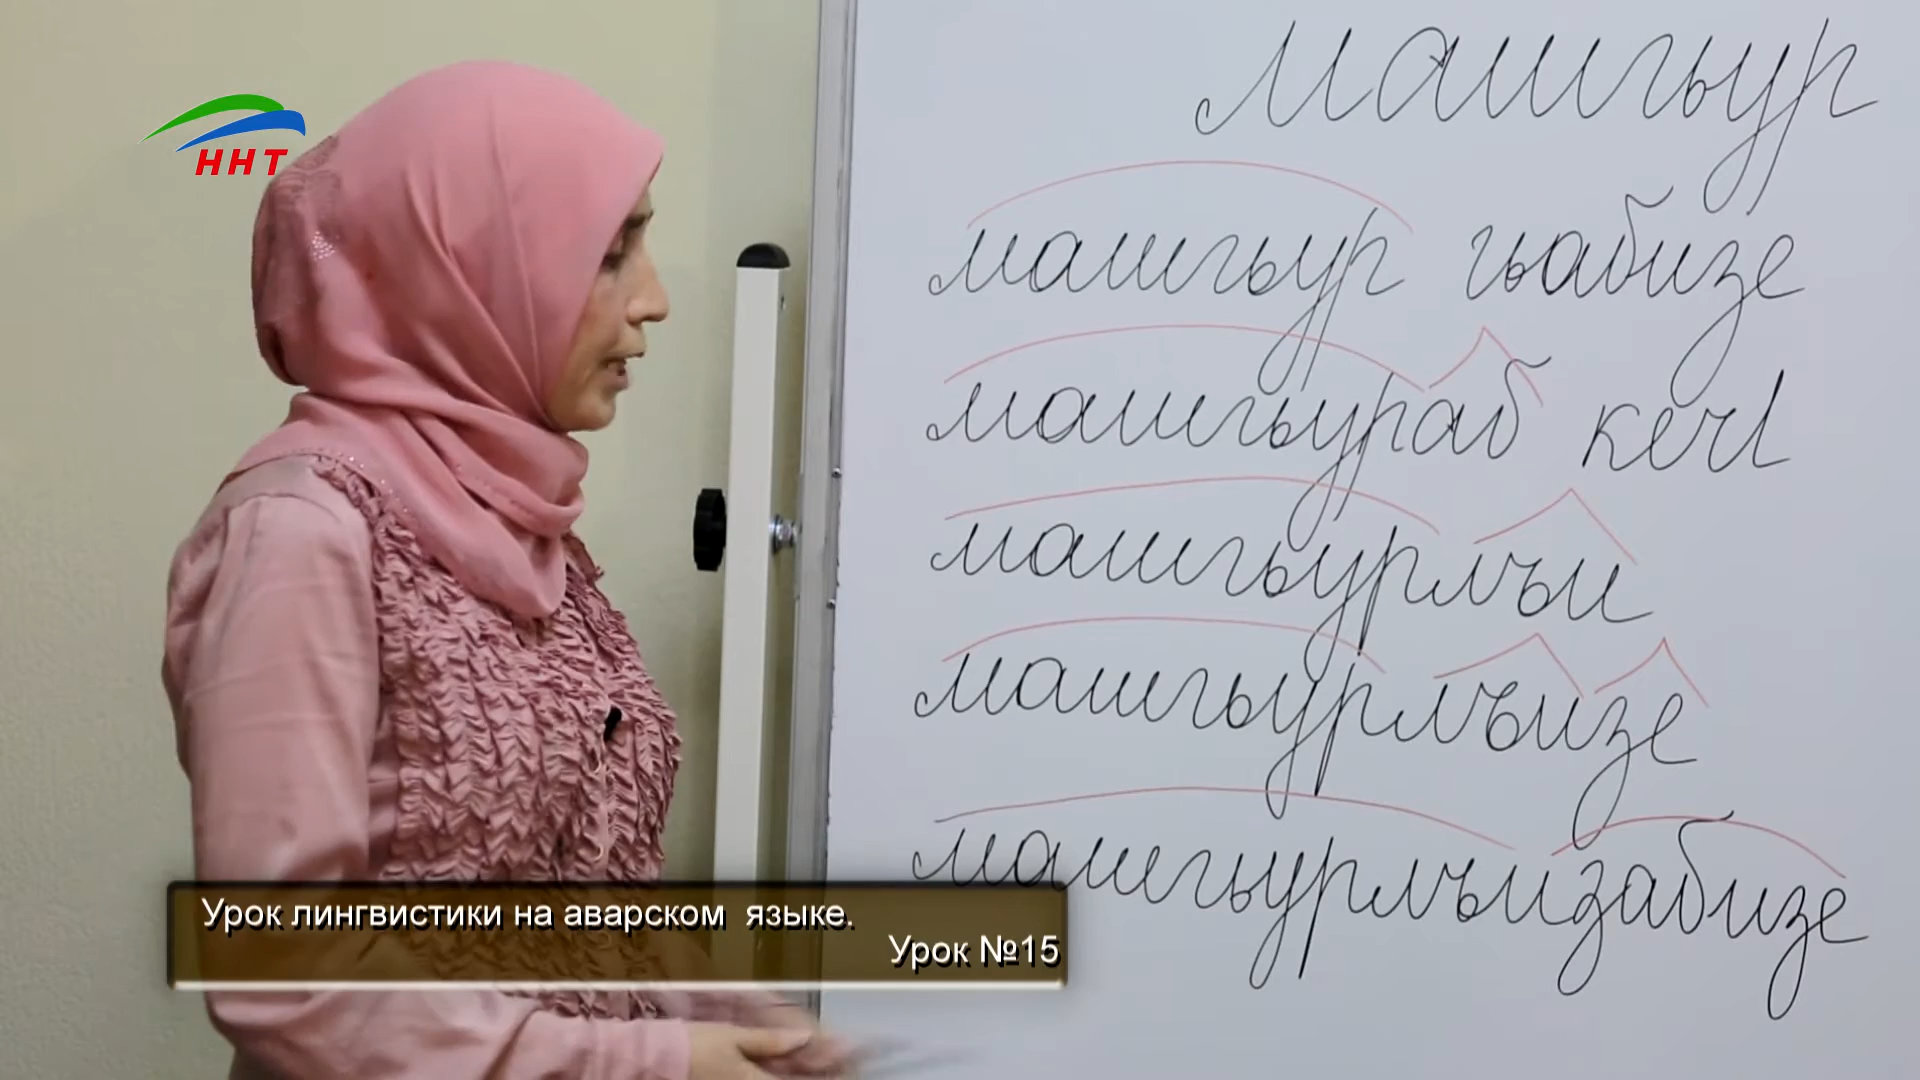 ННТ
машгьур
машгьур гьабизе
машгьураб кечӀ
машгьурлъи
машгьурлъизе
машгьурлъизабизе
Урок лингвистики на аварском языке.
Урок №15